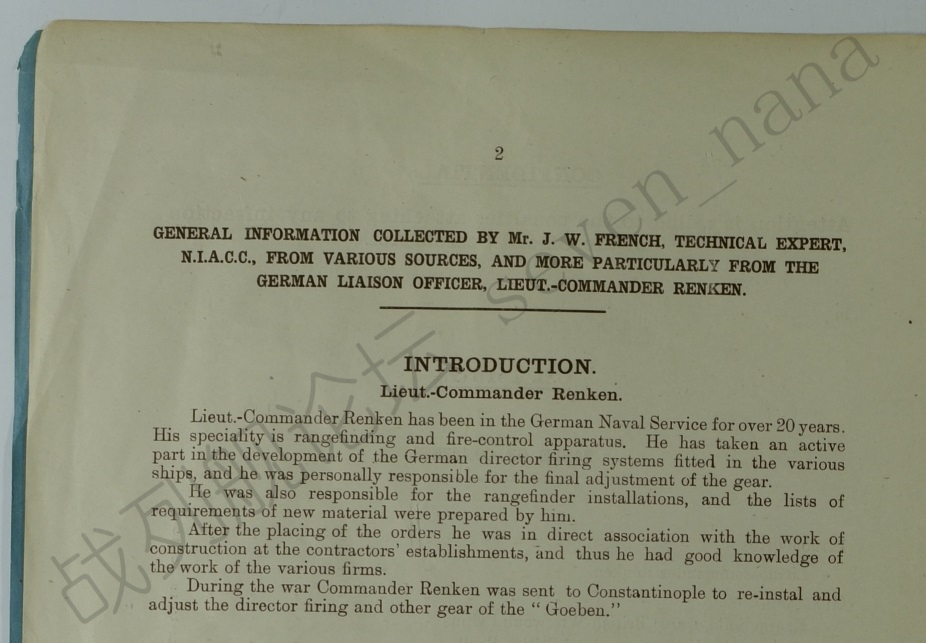 2
GENERAL INFORMATION COLLECTED BY Mr. J. W. FRENCH, TECHNICAL EXPERT,
N.I.A.C.C., FROM VARIOUS SOURCES, AND MORE PARTICULARLY FROM THE
GERMAN LIAISON OFFICER, LIEUT.-COMMANDER RENKEN.
INTRODUCTION.
Lieut.-Commander Renken.
Lieut.-Commander Renken has been in the German Naval Service for over 20 years.
His speciality is rangefinding and fire-control apparatus. He has taken an active
part in the development of the German director firing systems fitted in the various
ships, and he was personally responsible for the final adjustment of the gear.
He was also responsible for the rangefinder installations, and the lists of
requirements of new material were prepared by him.
After the placing of the orders he was in direct association with the work of
construction at the contractors' establishments, and thus he had good knowledge of
the work of the various firms.
During the war Commander Renken was sent to Constantinople to re-instal and
adjust the director firing and other gear of the “ Goeben.”
战列舰论坛 seven_nana